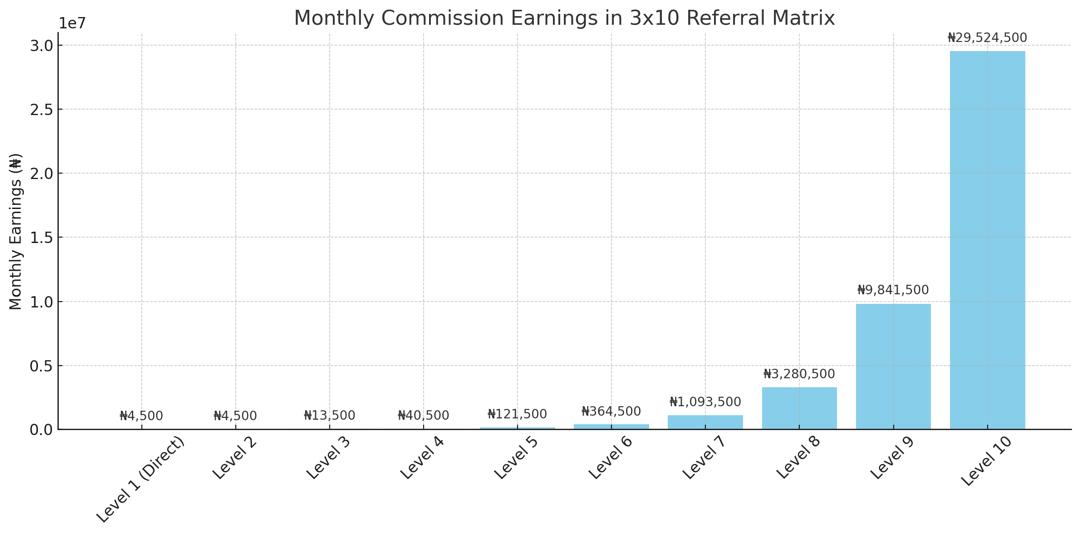 Monthly Commission Earnings in 3x10 Referral Matrix
1e7
Monthly Earnings (₦)
3.0
2.5
2.0
1.5
1.0
0.5
0.0
₦4,500
₦4,500
₦13,500
₦40,500
₦121,500
₦364,500
₦1,093,500
₦3,280,500
₦9,841,500
₦29,524,500
Level 1 (Direct)
Level 2
Level 3
Level 4
Level 5
Level 6
Level 7
Level 8
Level 9
Level 10